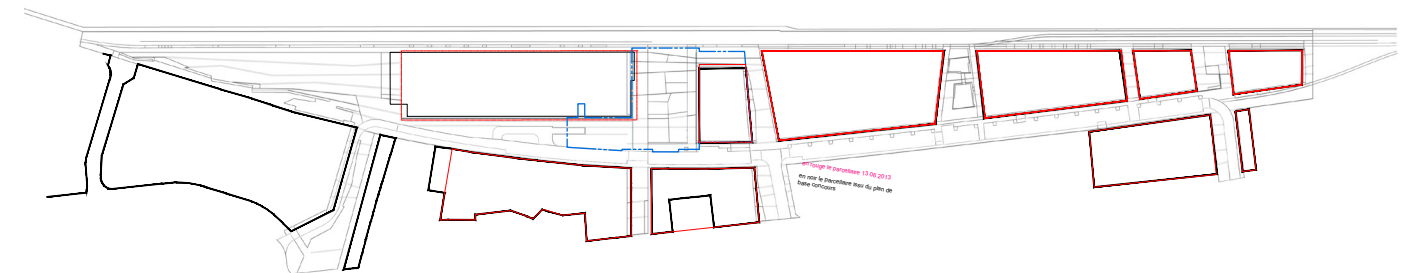 en rouge le parcellaire 13.06.2013
en noir le parcellaire issu du plan de
base concours